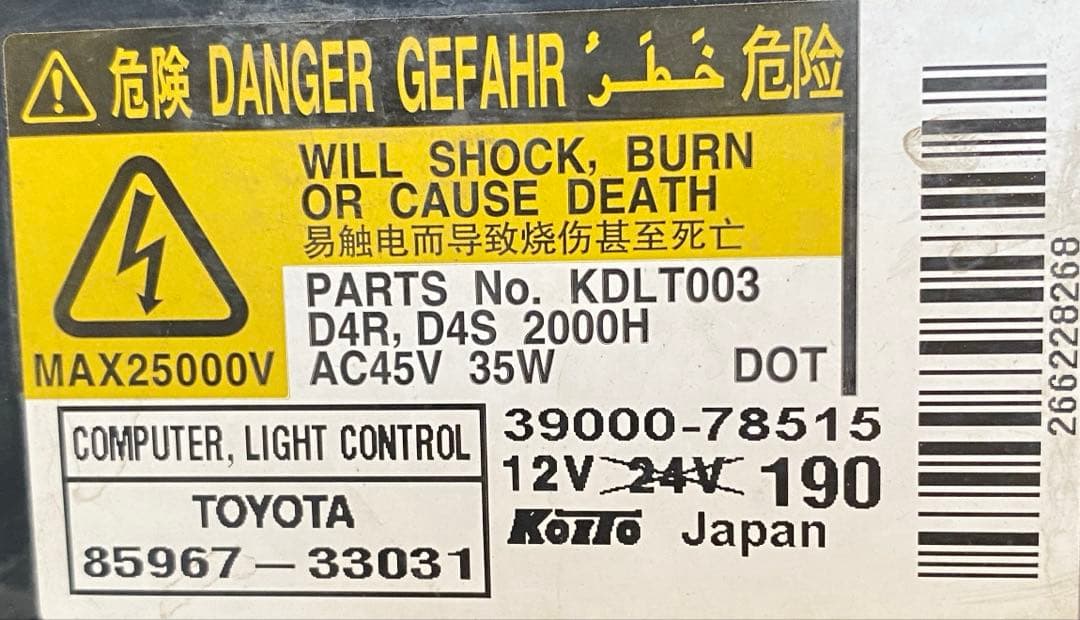 危険 DANGER GEFAHR خَطَرُ 危险
WILL SHOCK, BURN
OR CAUSE DEATH
易触电而导致烧伤甚至死亡
MAX25000V
PARTS No. KDLT003
D4R, D4S 2000H
AC45V 35W DOT
COMPUTER, LIGHT CONTROL
TOYOTA
85967-33031
39000-78515
12V 24V 190
KOITO Japan
266228268